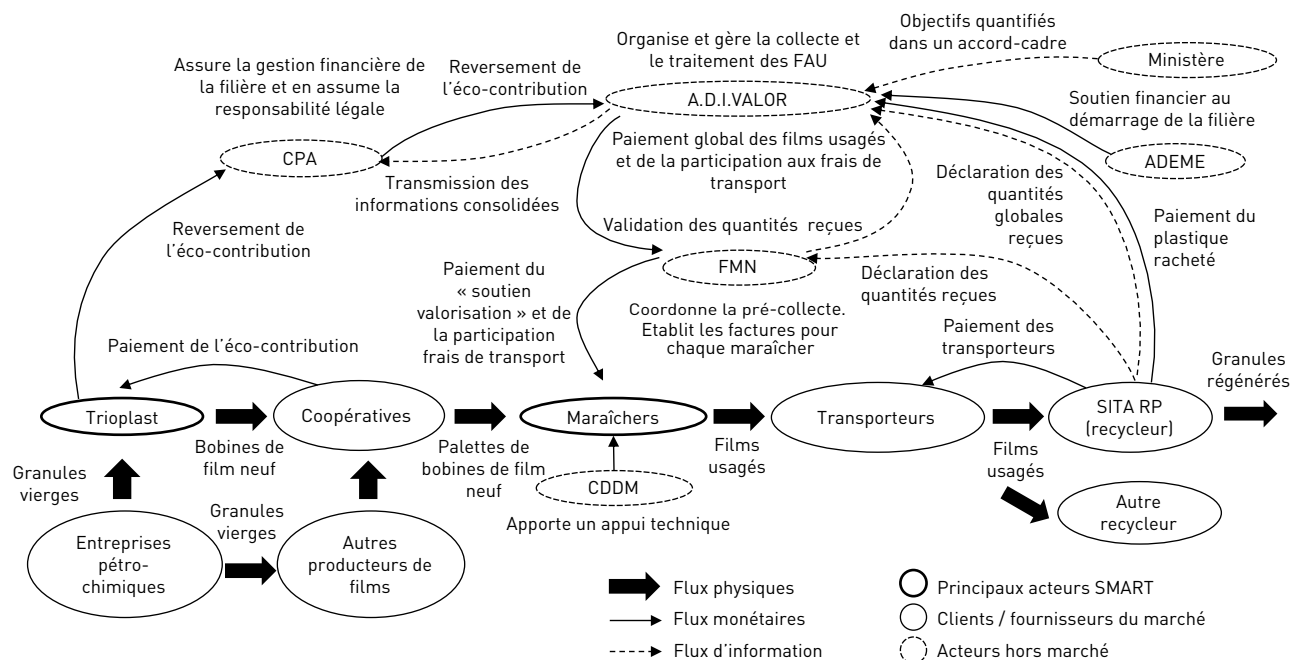 Objectifs quantifiés
dans un accord-cadre
Organise et gère la collecte et
le traitement des FAU
Ministère
Assure la gestion financière de
la filière et en assume la
responsabilité légale
Reversement de
l'éco-contribution
A.D.I.VALOR
Soutien financier au
démarrage de la filière
CPA
Paiement global des films usagés
et de la participation aux frais de
transport
ADEME
Transmission des
informations consolidées
Déclaration des
quantités
globales
reçues
Reversement de
l'éco-contribution
Validation des quantités reçues
Paiement du
plastique
racheté
FMN
Paiement du
« soutien
valorisation » et de
la participation
frais de transport
Déclaration des
quantités reçues
Coordonne la pré-collecte.
Etablit les factures pour
chaque maraîcher
Paiement des
transporteurs
Paiement de l'éco-contribution
Granules
régénérés
Trioplast
Coopératives
Maraîchers
Transporteurs
SITA RP
(recycleur)
Bobines de
film neuf
Palettes de
bobines de film
neuf
Films
usagés
Films
usagés
Granules
vierges
CDDM
Apporte un appui technique
Granules
vierges
Autre
recycleur
Entreprises
pétro-
chimiques
Autres
producteurs de
films
Flux physiques
Principaux acteurs SMART
Flux monétaires
Clients / fournisseurs du marché
Flux d'information
Acteurs hors marché